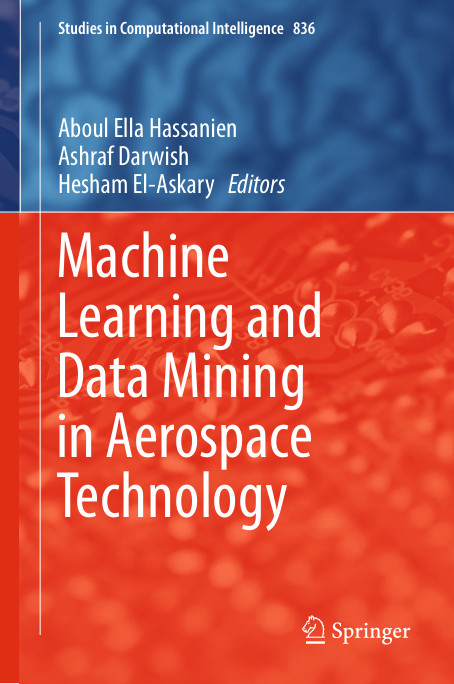 Studies in Computational Intelligence 836
Aboul Ella Hassanien
Ashraf Darwish
Hesham El-Askary Editors
Machine
Learning and
Data Mining
in Aerospace
Technology
Springer